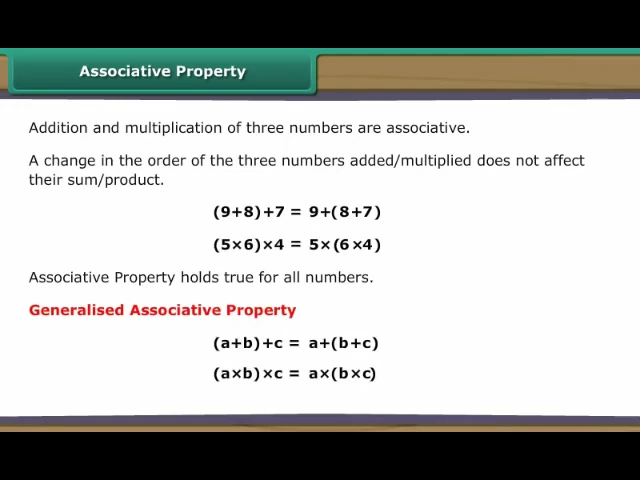 Associative Property
Addition and multiplication of three numbers are associative.
A change in the order of the three numbers added/multiplied does not affect
their sum/product.
(9+8)+7 = 9+(8+7)
(5×6)×4 = 5×(6×4)
Associative Property holds true for all numbers.
Generalised Associative Property
(a+b)+c = a+(b+c)
(a×b)×c = a×(b×c)